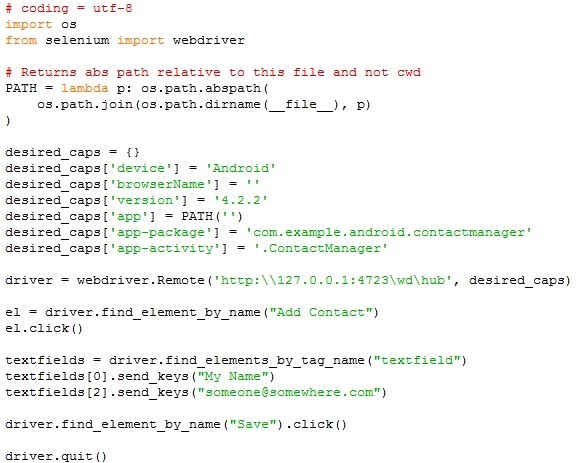 # coding = utf-8
import os
from selenium import webdriver

# Returns abs path relative to this file and not cwd
PATH = lambda p: os.path.abspath(
    os.path.join(os.path.dirname(__file__), p)
)

desired_caps = {}
desired_caps['device'] = 'Android'
desired_caps['browserName'] = ''
desired_caps['version'] = '4.2.2'
desired_caps['app'] = PATH('')
desired_caps['app-package'] = 'com.example.android.contactmanager'
desired_caps['app-activity'] = '.ContactManager'

driver = webdriver.Remote('http:\\127.0.0.1:4723\wd\hub', desired_caps)

el = driver.find_element_by_name("Add Contact")
el.click()

textfields = driver.find_elements_by_tag_name("textfield")
textfields[0].send_keys("My Name")
textfields[2].send_keys("someone@somewhere.com")

driver.find_element_by_name("Save").click()

driver.quit()